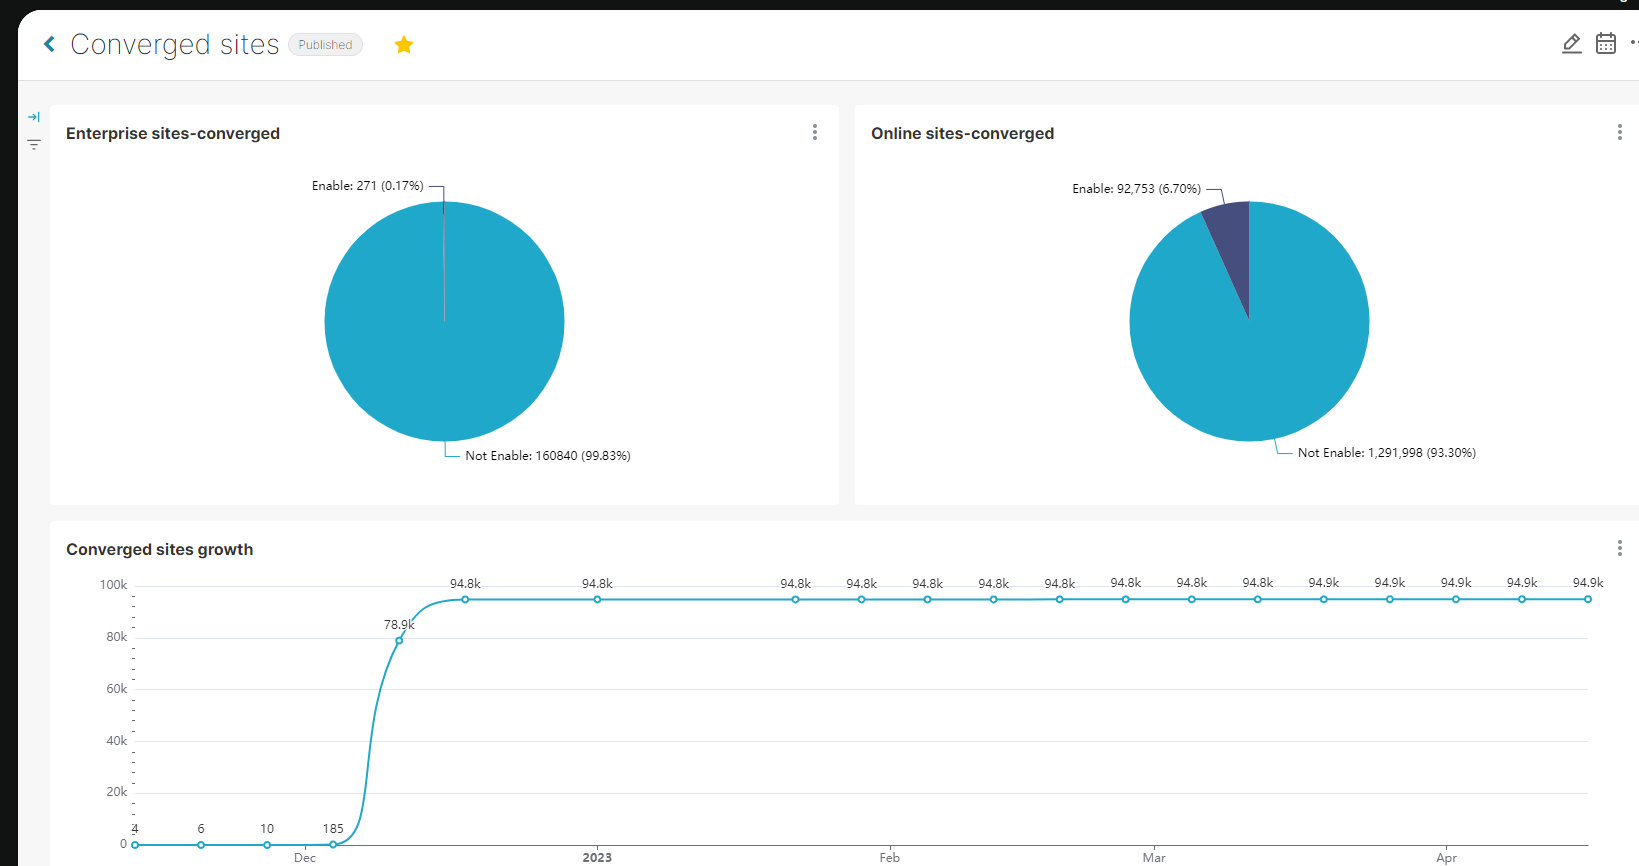 Converged sites
Published
Enterprise sites-converged
Enable: 271 (0.17%)
Not Enable: 160840 (99.83%)
Online sites-converged
Enable: 92,753 (6.70%)
Not Enable: 1,291,998 (93.30%)
Converged sites growth
100k
80k
60k
40k
20k
0
4
6
10
185
78.9k
94.8k
94.8k
94.8k
94.8k
94.8k
94.8k
94.8k
94.8k
94.8k
94.8k
94.9k
94.9k
94.9k
94.9k
94.9k
Dec
2023
Feb
Mar
Apr